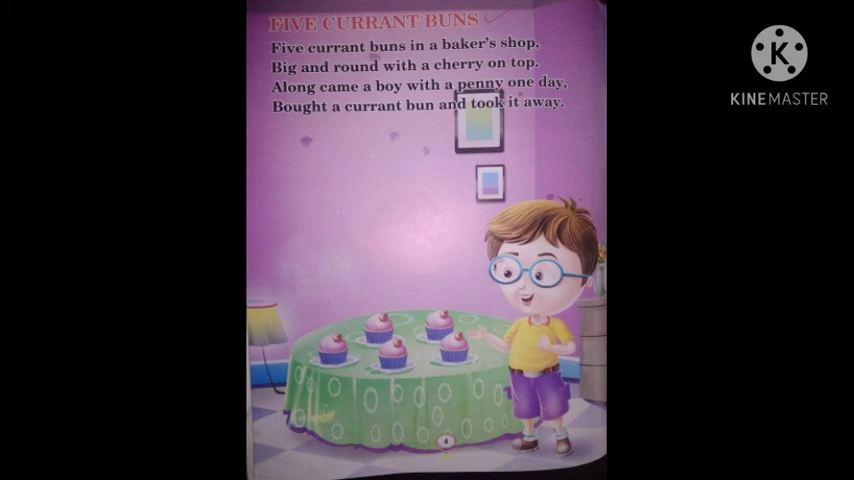 FIVE CURRANT BUNS
Five currant buns in a baker's shop,
Big and round with a cherry on top.
Along came a boy with a penny one day,
Bought a currant bun and took it away.
4
K
KINEMASTER